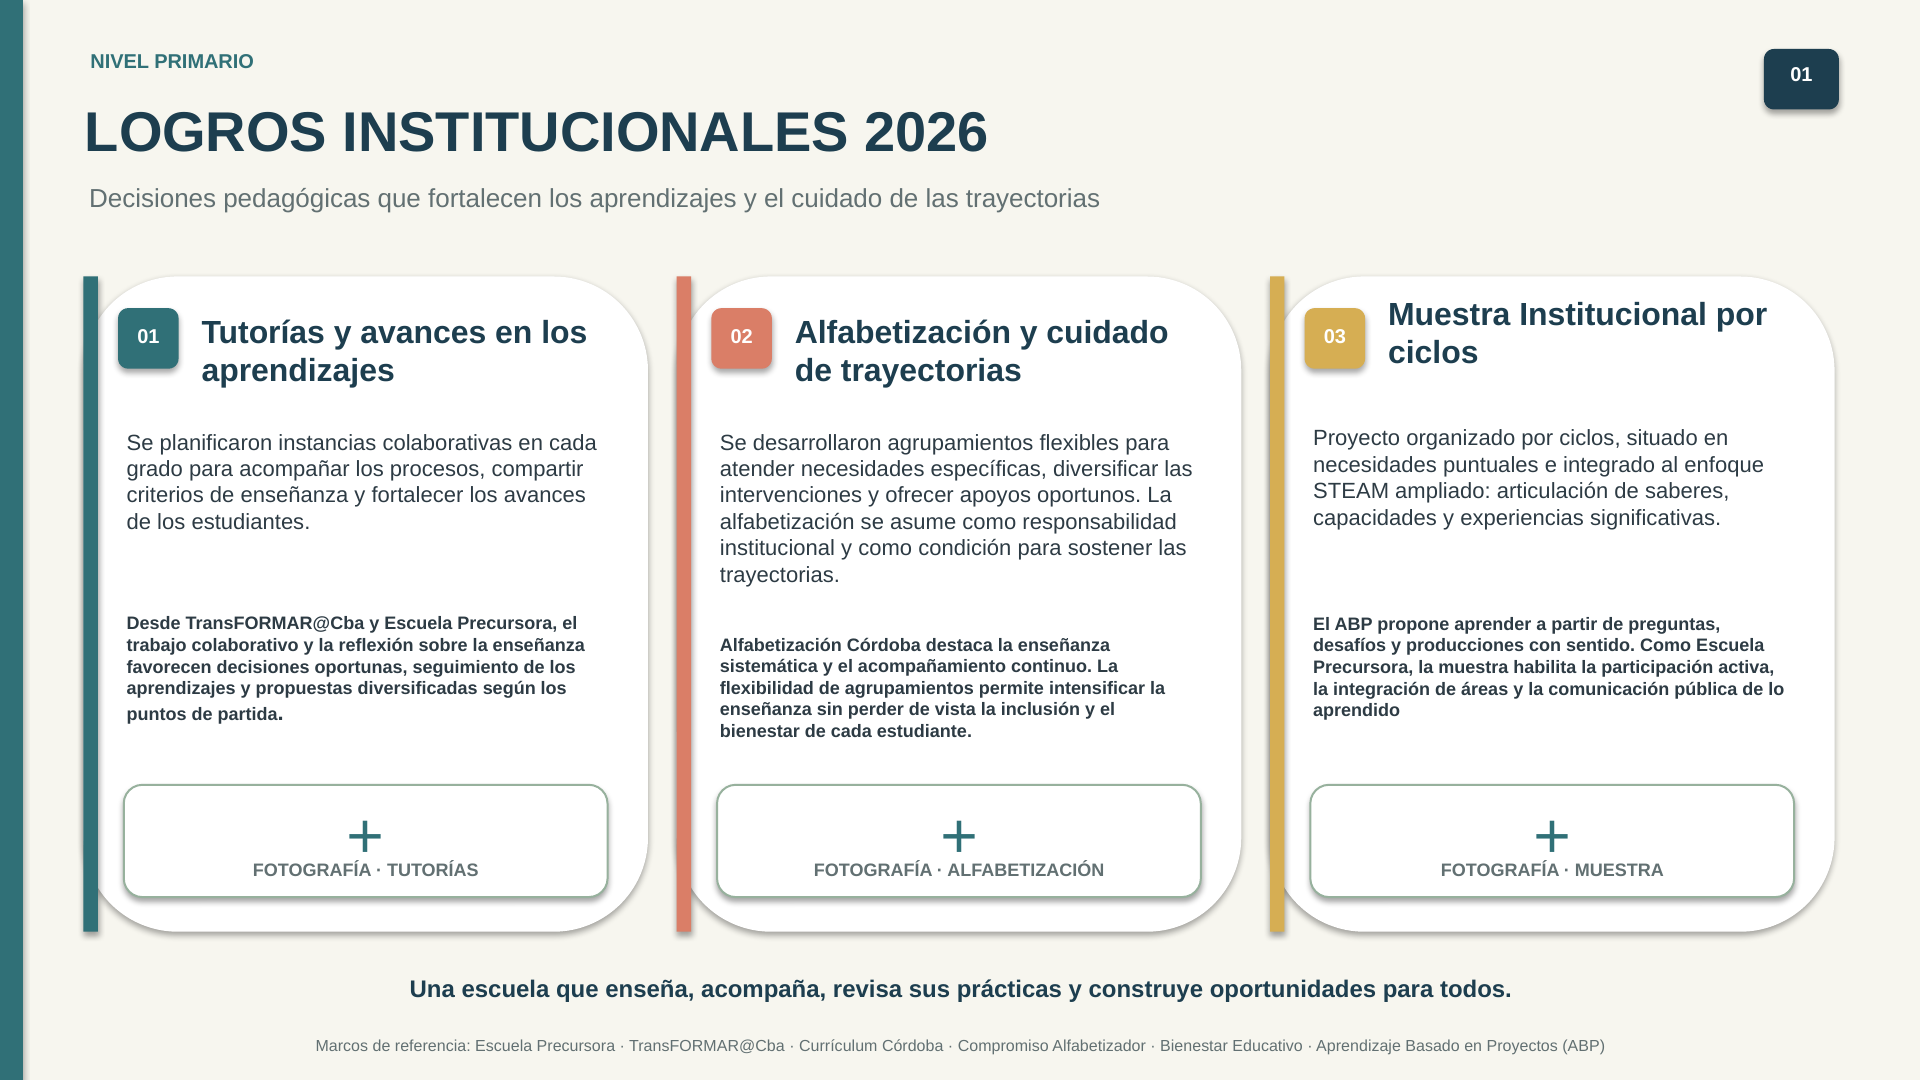 NIVEL PRIMARIO
01
LOGROS INSTITUCIONALES 2026
Decisiones pedagógicas que fortalecen los aprendizajes y el cuidado de las trayectorias
01
Tutorías y avances en los
aprendizajes
Se planificaron instancias colaborativas en cada
grado para acompañar los procesos, compartir
criterios de enseñanza y fortalecer los avances
de los estudiantes.
Desde TransFORMAR@Cba y Escuela Precursora, el
trabajo colaborativo y la reflexión sobre la enseñanza
favorecen decisiones oportunas, seguimiento de los
aprendizajes y propuestas diversificadas según los
puntos de partida.
+
FOTOGRAFÍA · TUTORÍAS
02
Alfabetización y cuidado
de trayectorias
Se desarrollaron agrupamientos flexibles para
atender necesidades específicas, diversificar las
intervenciones y ofrecer apoyos oportunos. La
alfabetización se asume como responsabilidad
institucional y como condición para sostener las
trayectorias.
Alfabetización Córdoba destaca la enseñanza
sistemática y el acompañamiento continuo. La
flexibilidad de agrupamientos permite intensificar la
enseñanza sin perder de vista la inclusión y el
bienestar de cada estudiante.
+
FOTOGRAFÍA · ALFABETIZACIÓN
03
Muestra Institucional por
ciclos
Proyecto organizado por ciclos, situado en
necesidades puntuales e integrado al enfoque
STEAM ampliado: articulación de saberes,
capacidades y experiencias significativas.
El ABP propone aprender a partir de preguntas,
desafíos y producciones con sentido. Como Escuela
Precursora, la muestra habilita la participación activa,
la integración de áreas y la comunicación pública de lo
aprendido
+
FOTOGRAFÍA · MUESTRA
Una escuela que enseña, acompaña, revisa sus prácticas y construye oportunidades para todos.
Marcos de referencia: Escuela Precursora · TransFORMAR@Cba · Currículum Córdoba · Compromiso Alfabetizador · Bienestar Educativo · Aprendizaje Basado en Proyectos (ABP)